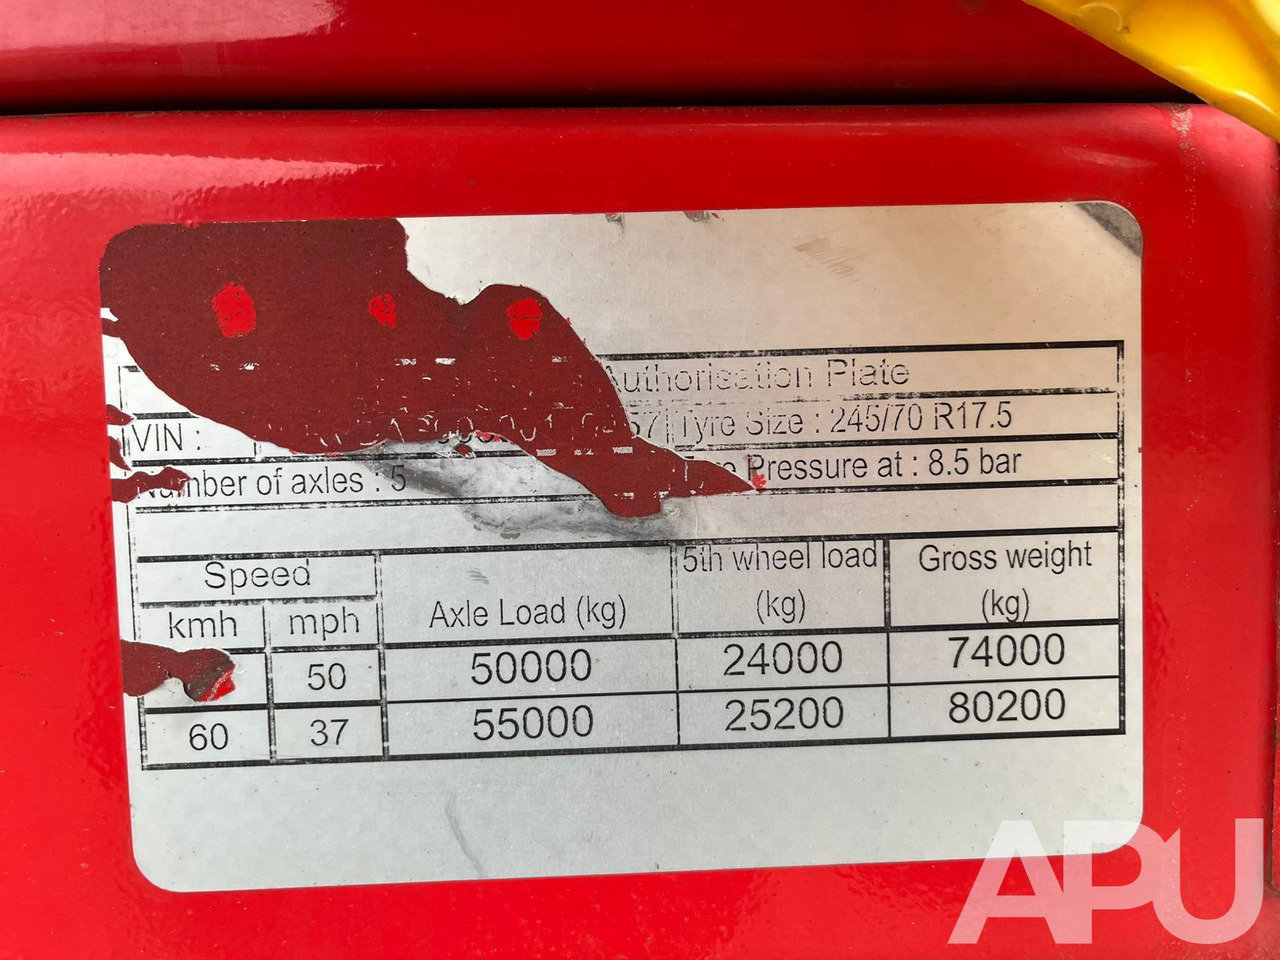 Authorisation Plate
VIN : Tyre Size : 245/70 R17.5
Number of axles : 5 Pressure at : 8.5 bar
Speed Axle Load (kg) 5th wheel load (kg) Gross weight (kg)
kmh mph
50 50000 24000 74000
60 37 55000 25200 80200
APU